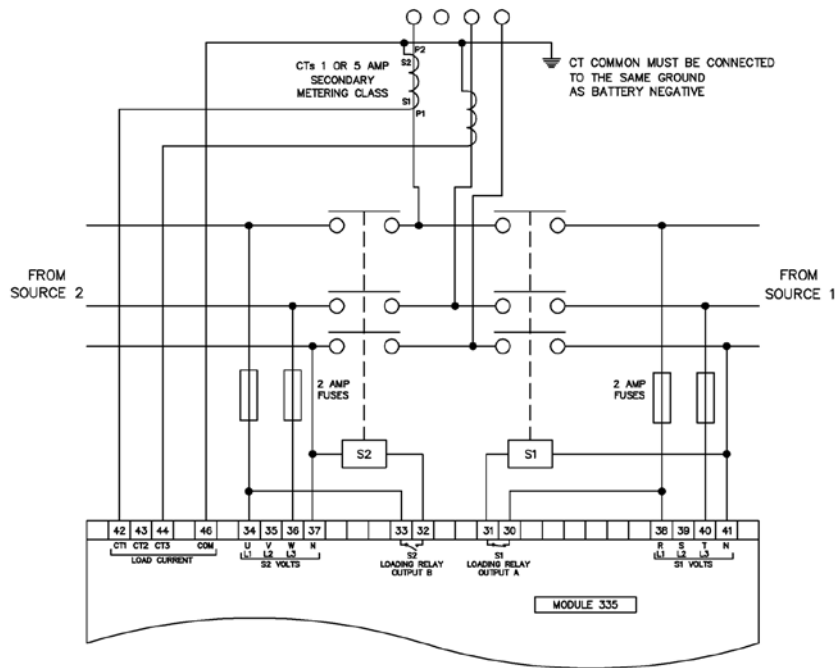 P2
S2
CTs 1 OR 5 AMP
SECONDARY
METERING CLASS
S1
P1
CT COMMON MUST BE CONNECTED
TO THE SAME GROUND
AS BATTERY NEGATIVE
FROM
SOURCE 2
FROM
SOURCE 1
2 AMP
FUSES
2 AMP
FUSES
S2
S1
42 43 44 46 34 35 36 37 33 32 31 30 38 39 40 41
CT1 CT2 CT3 COM
LOAD CURRENT
U V W N
L1 L2 L3
S2 VOLTS
S2
LOADING RELAY
OUTPUT B
S1
LOADING RELAY
OUTPUT A
R S T N
L1 L2 L3
S1 VOLTS
MODULE 335